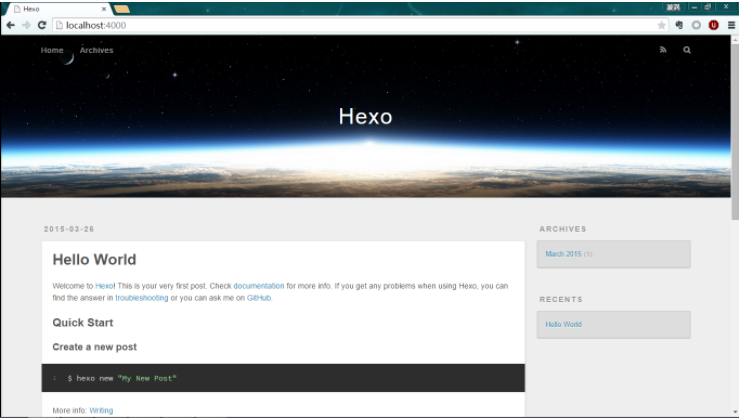 Hexo
localhost:4000
Home Archives
Hexo
2015-03-26
Hello World
Welcome to Hexo! This is your very first post. Check documentation for more info. If you get any problems when using Hexo, you can
find the answer in troubleshooting or you can ask me on GitHub.
Quick Start
Create a new post
$ hexo new "My New Post"
More info: Writing
ARCHIVES
March 2015 (1)
RECENTS
Hello World